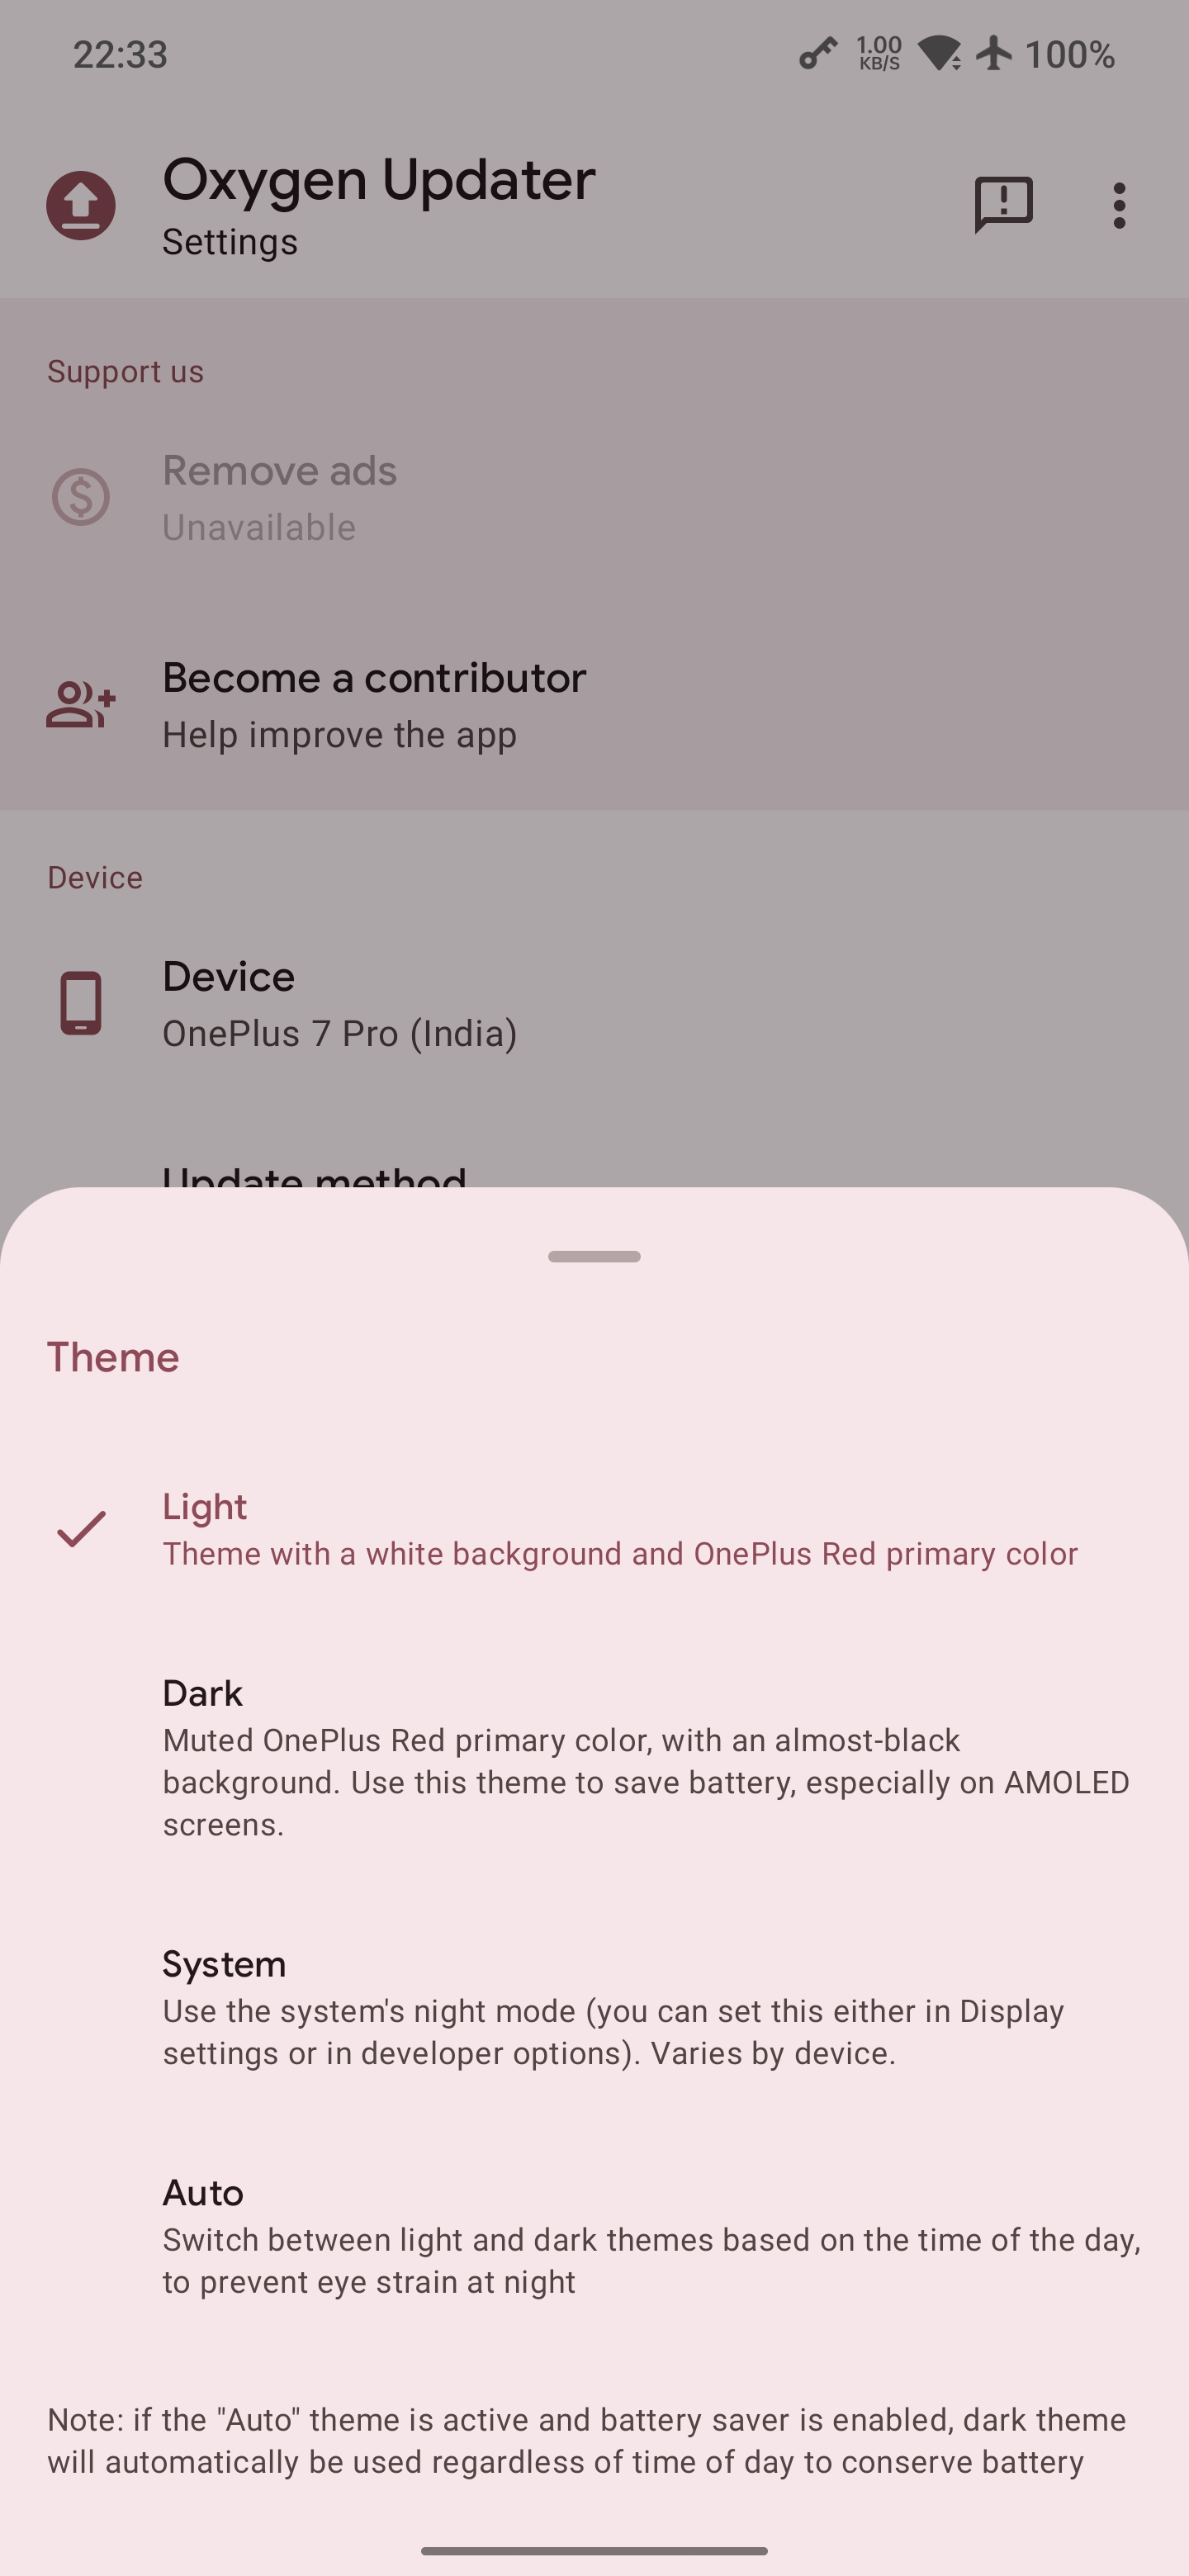 22:33
1.00
KB/S
100%
Oxygen Updater
Settings
Support us
Remove ads
Unavailable
Become a contributor
Help improve the app
Device
Device
OnePlus 7 Pro (India)
Update method
Theme
Light
Theme with a white background and OnePlus Red primary color
Dark
Muted OnePlus Red primary color, with an almost-black
background. Use this theme to save battery, especially on AMOLED
screens.
System
Use the system's night mode (you can set this either in Display
settings or in developer options). Varies by device.
Auto
Switch between light and dark themes based on the time of the day,
to prevent eye strain at night
Note: if the "Auto" theme is active and battery saver is enabled, dark theme
will automatically be used regardless of time of day to conserve battery